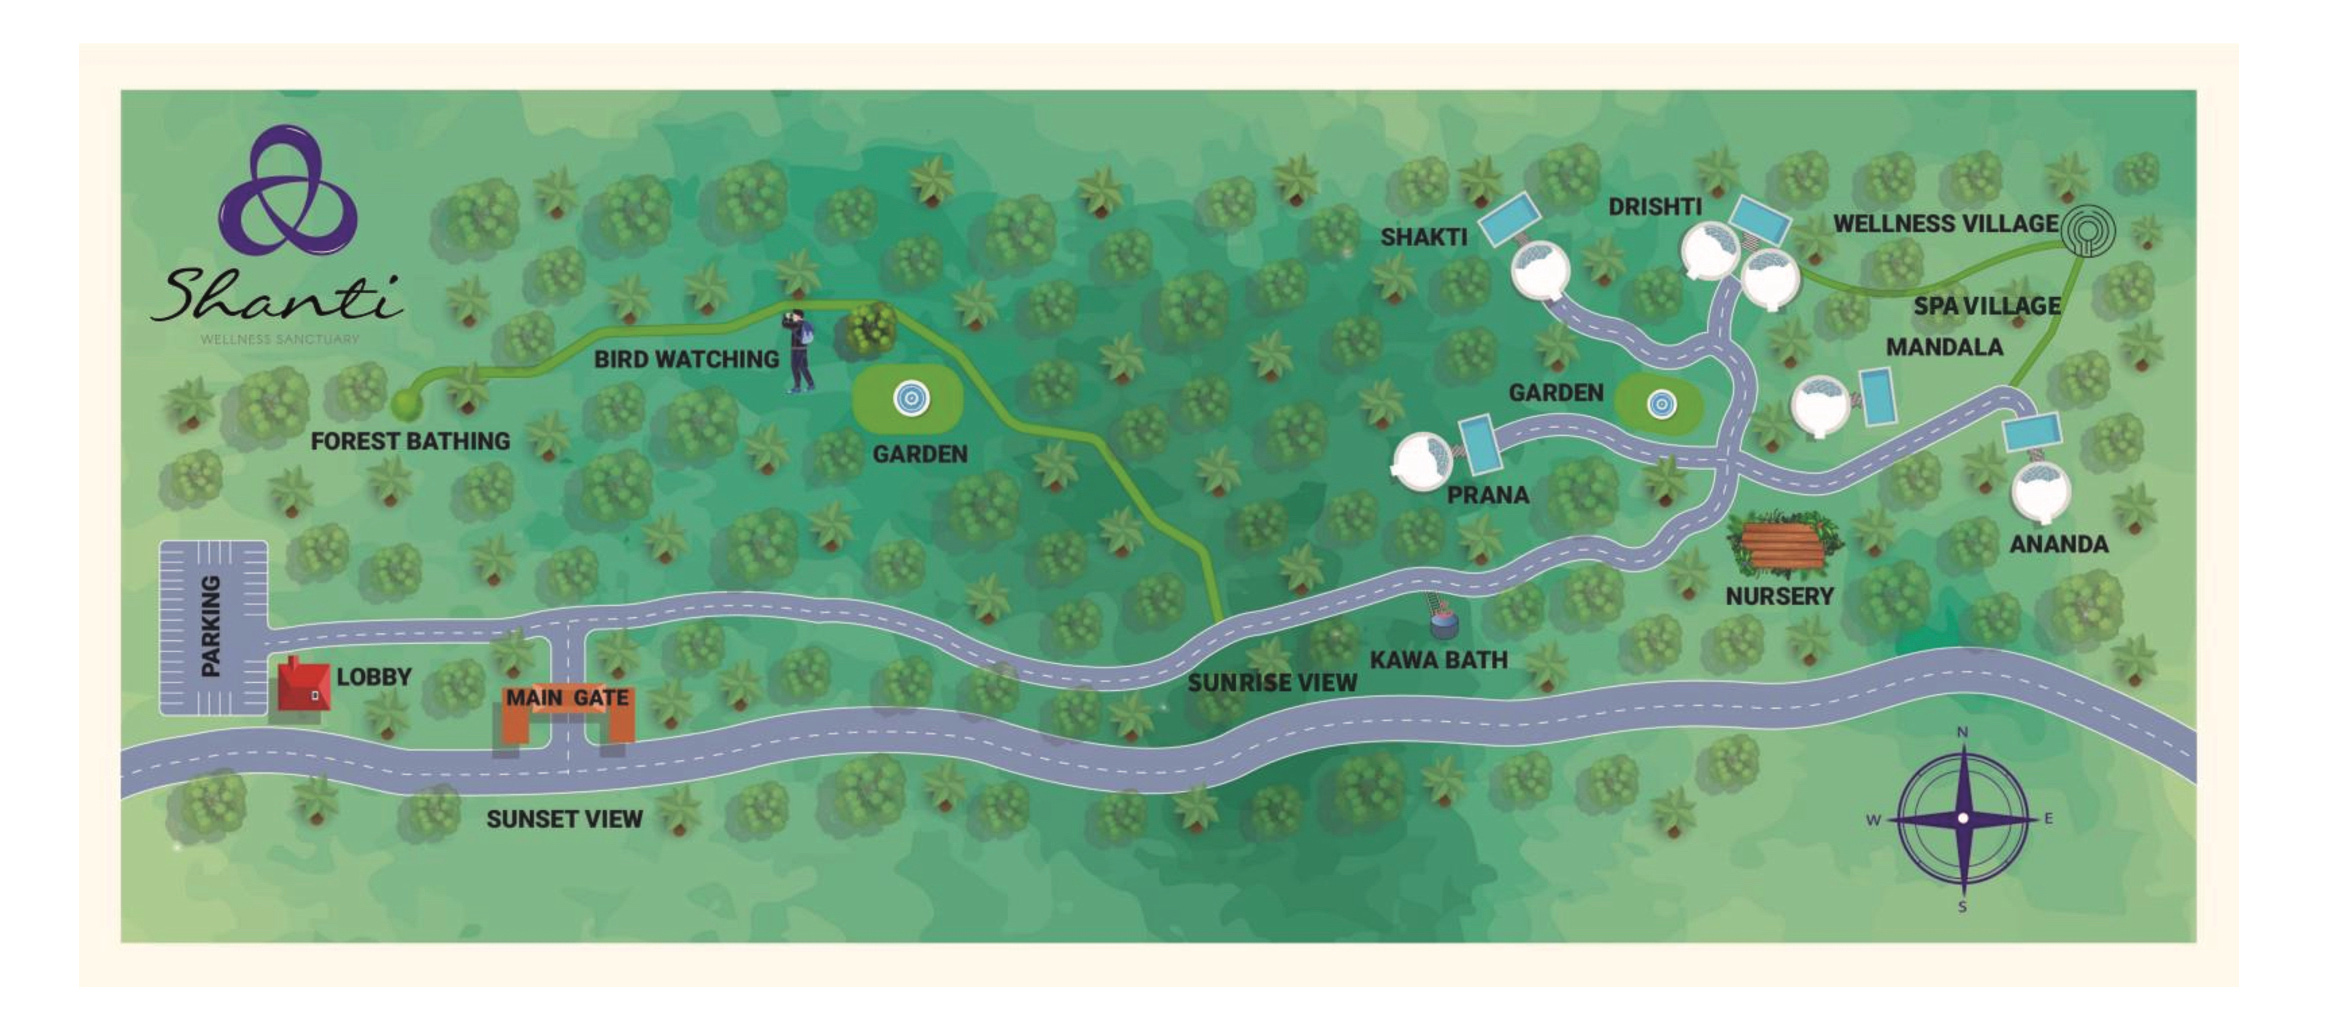 Shanti
WELLNESS SANCTUARY
DRISHTI
WELLNESS VILLAGE
SHAKTI
SPA VILLAGE
MANDALA
BIRD WATCHING
GARDEN
FOREST BATHING
GARDEN
PRANA
ANANDA
NURSERY
PARKING
KAWA BATH
LOBBY
SUNRISE VIEW
MAIN GATE
SUNSET VIEW
N
W
E
S